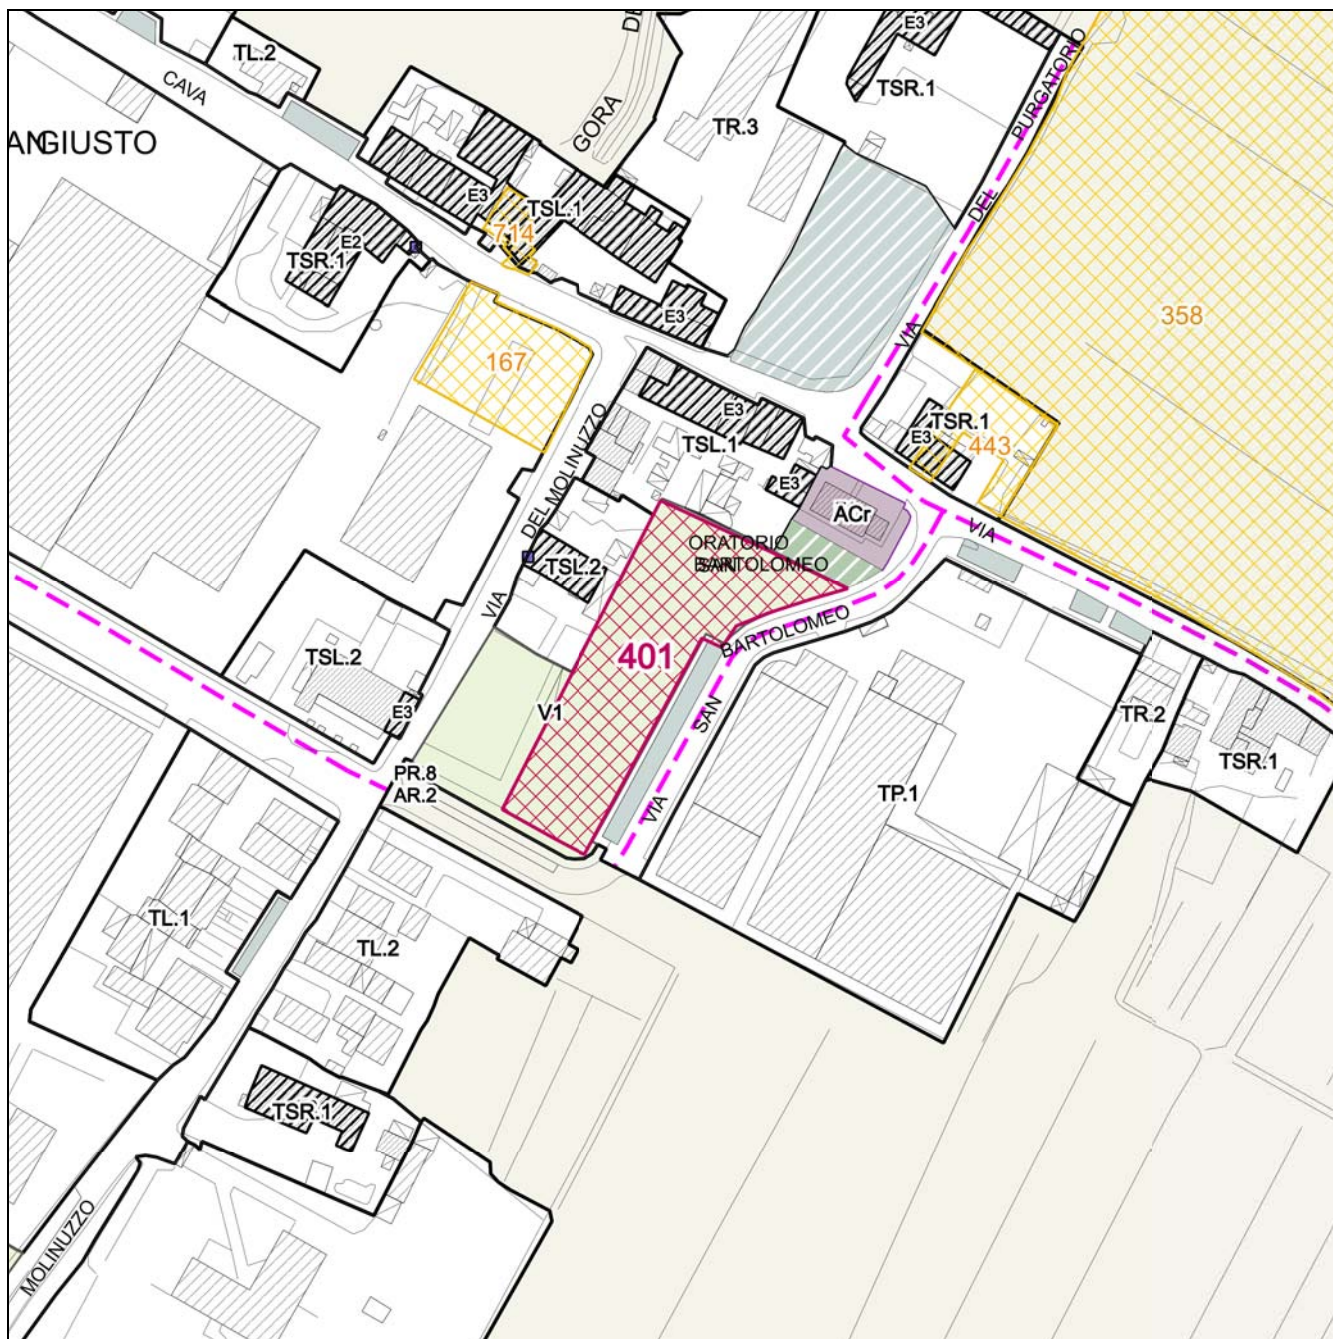 E3
DE
TL.2
PURGATORIO
TSR.1
CAVA
GORA
TR.3
ANGIUSTO
E3
TSL.1
DEL
714
E2
TSR.1
358
E3
VIA
167
E3
TSR.1
DEL MOLINUZZO
TSL.1
E3
443
E3
ACr
VIA
ORATORIO
SAN BARTOLOMEO
TSL.2
VIA
BARTOLOMEO
401
TSL.2
E3
V1
SAN
TR.2
TSR.1
PR.8
AR.2
VIA
TP.1
TL.1
TL.2
TSR.1
MOLINUZZO